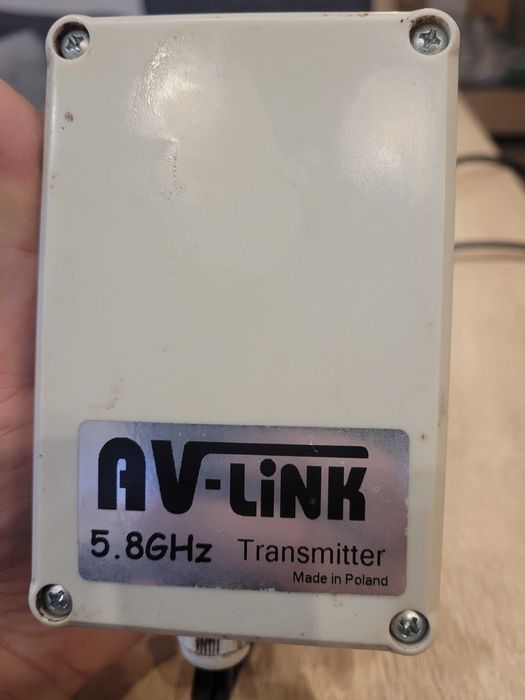 AV-LiNK
5.8GHz Transmitter
Made in Poland